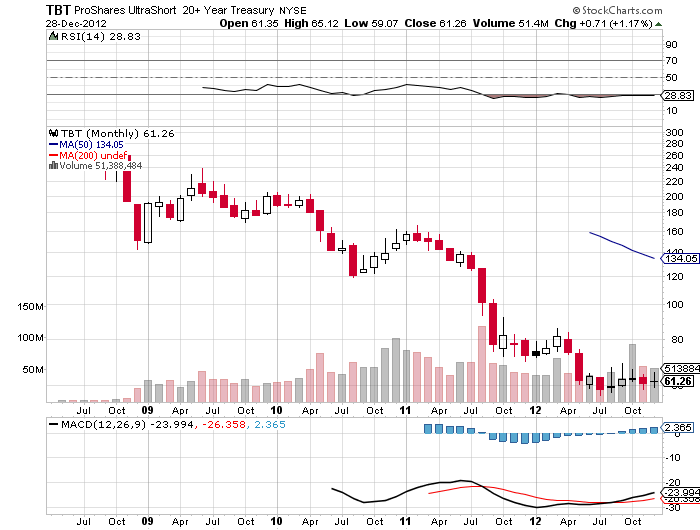 TBT ProShares UltraShort 20+ Year Treasury NYSE © StockCharts.com
28-Dec-2012 Open 61.35 High 65.12 Low 59.07 Close 61.26 Volume 51.4M Chg +0.71 (+1.17%)
RSI(14) 28.83
90
70
50
28.83
10
TBT (Monthly) 61.26
MA(50) 134.05
MA(200) undef
Volume 51,388,484
300
280
260
240
220
200
180
160
140
134.05
150M
100M
80
50M
513884
61.26
Jul Oct 09 Apr Jul Oct 10 Apr Jul Oct 11 Apr Jul Oct 12 Apr Jul Oct
MACD(12,26,9) -23.994, -26.358, 2.365
2.365
-10
-20
-23.994
-26.358
-30
Jul Oct 09 Apr Jul Oct 10 Apr Jul Oct 11 Apr Jul Oct 12 Apr Jul Oct